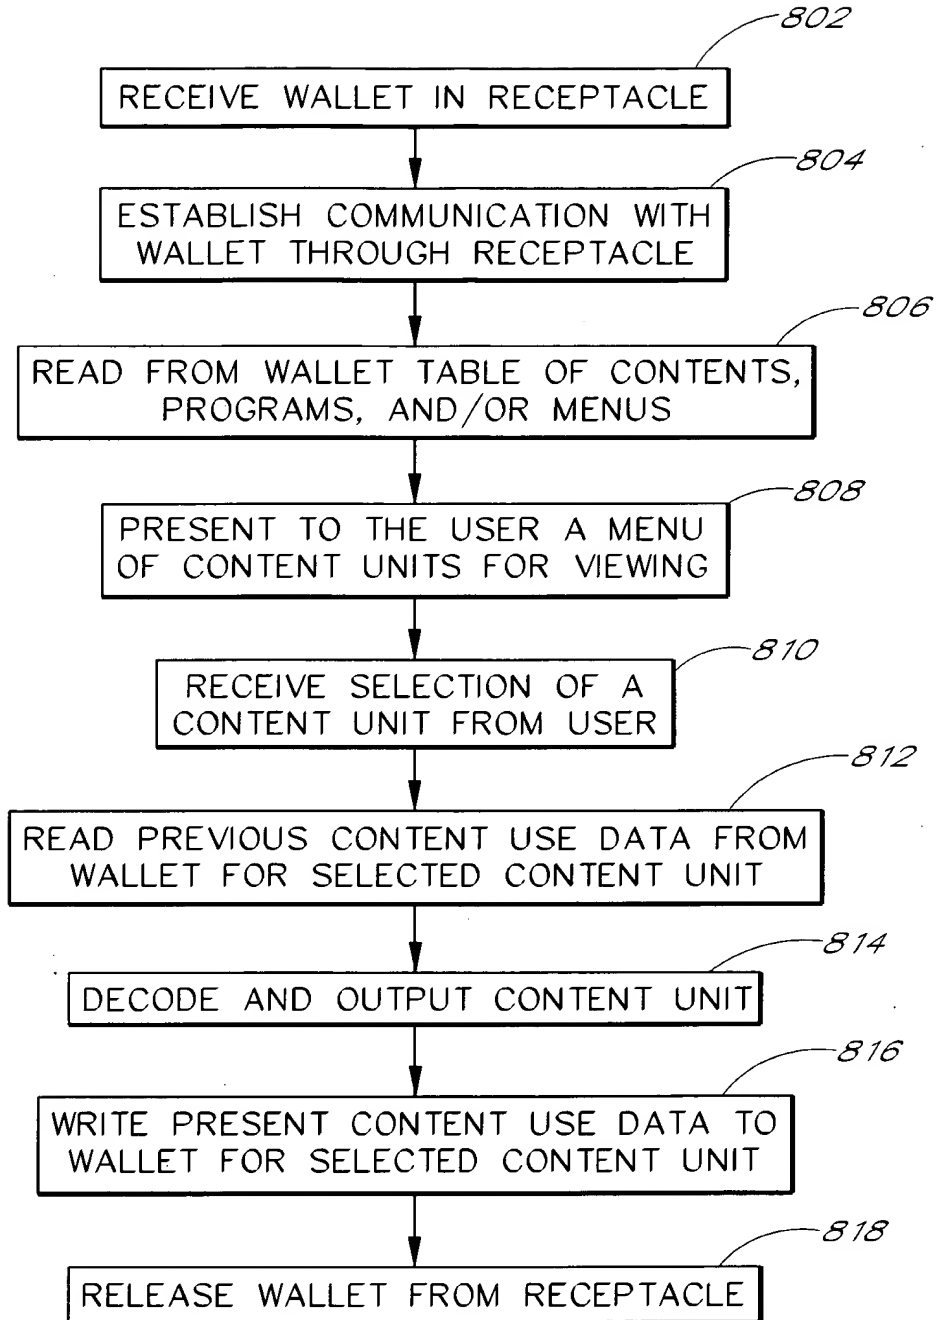 802
RECEIVE WALLET IN RECEPTACLE
804
ESTABLISH COMMUNICATION WITH
WALLET THROUGH RECEPTACLE
806
READ FROM WALLET TABLE OF CONTENTS,
PROGRAMS, AND/OR MENUS
808
PRESENT TO THE USER A MENU
OF CONTENT UNITS FOR VIEWING
810
RECEIVE SELECTION OF A
CONTENT UNIT FROM USER
812
READ PREVIOUS CONTENT USE DATA FROM
WALLET FOR SELECTED CONTENT UNIT
814
DECODE AND OUTPUT CONTENT UNIT
816
WRITE PRESENT CONTENT USE DATA TO
WALLET FOR SELECTED CONTENT UNIT
818
RELEASE WALLET FROM RECEPTACLE